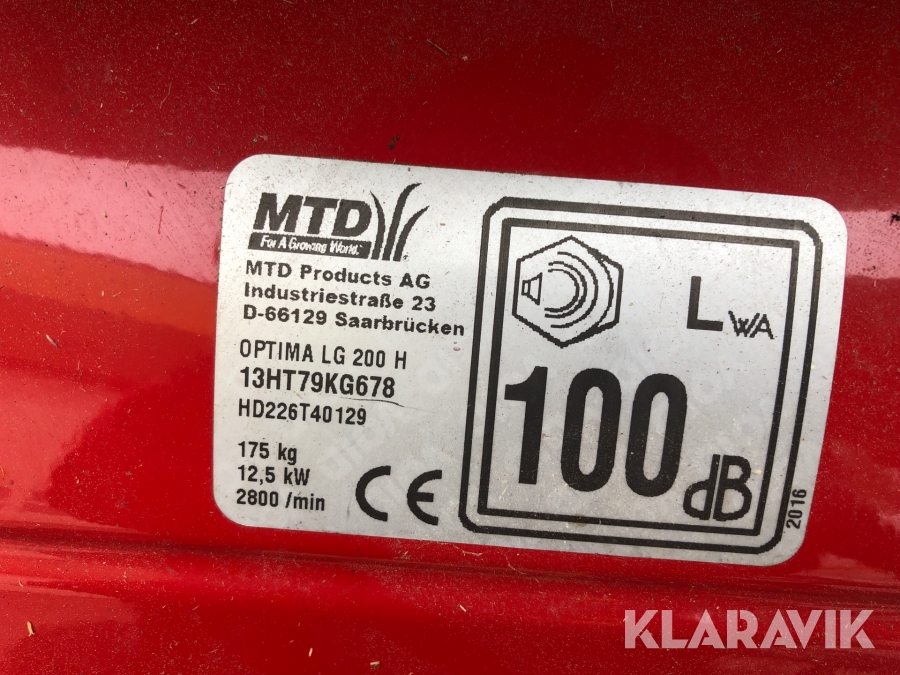 MTD
For A Growing World.
MTD Products AG
Industriestraße 23
D-66129 Saarbrücken
OPTIMA LG 200 H
13HT79KG678
HD226T40129
175 kg
12,5 kW
2800 /min
CE
LWA
100 dB
2016
KLARAVIK